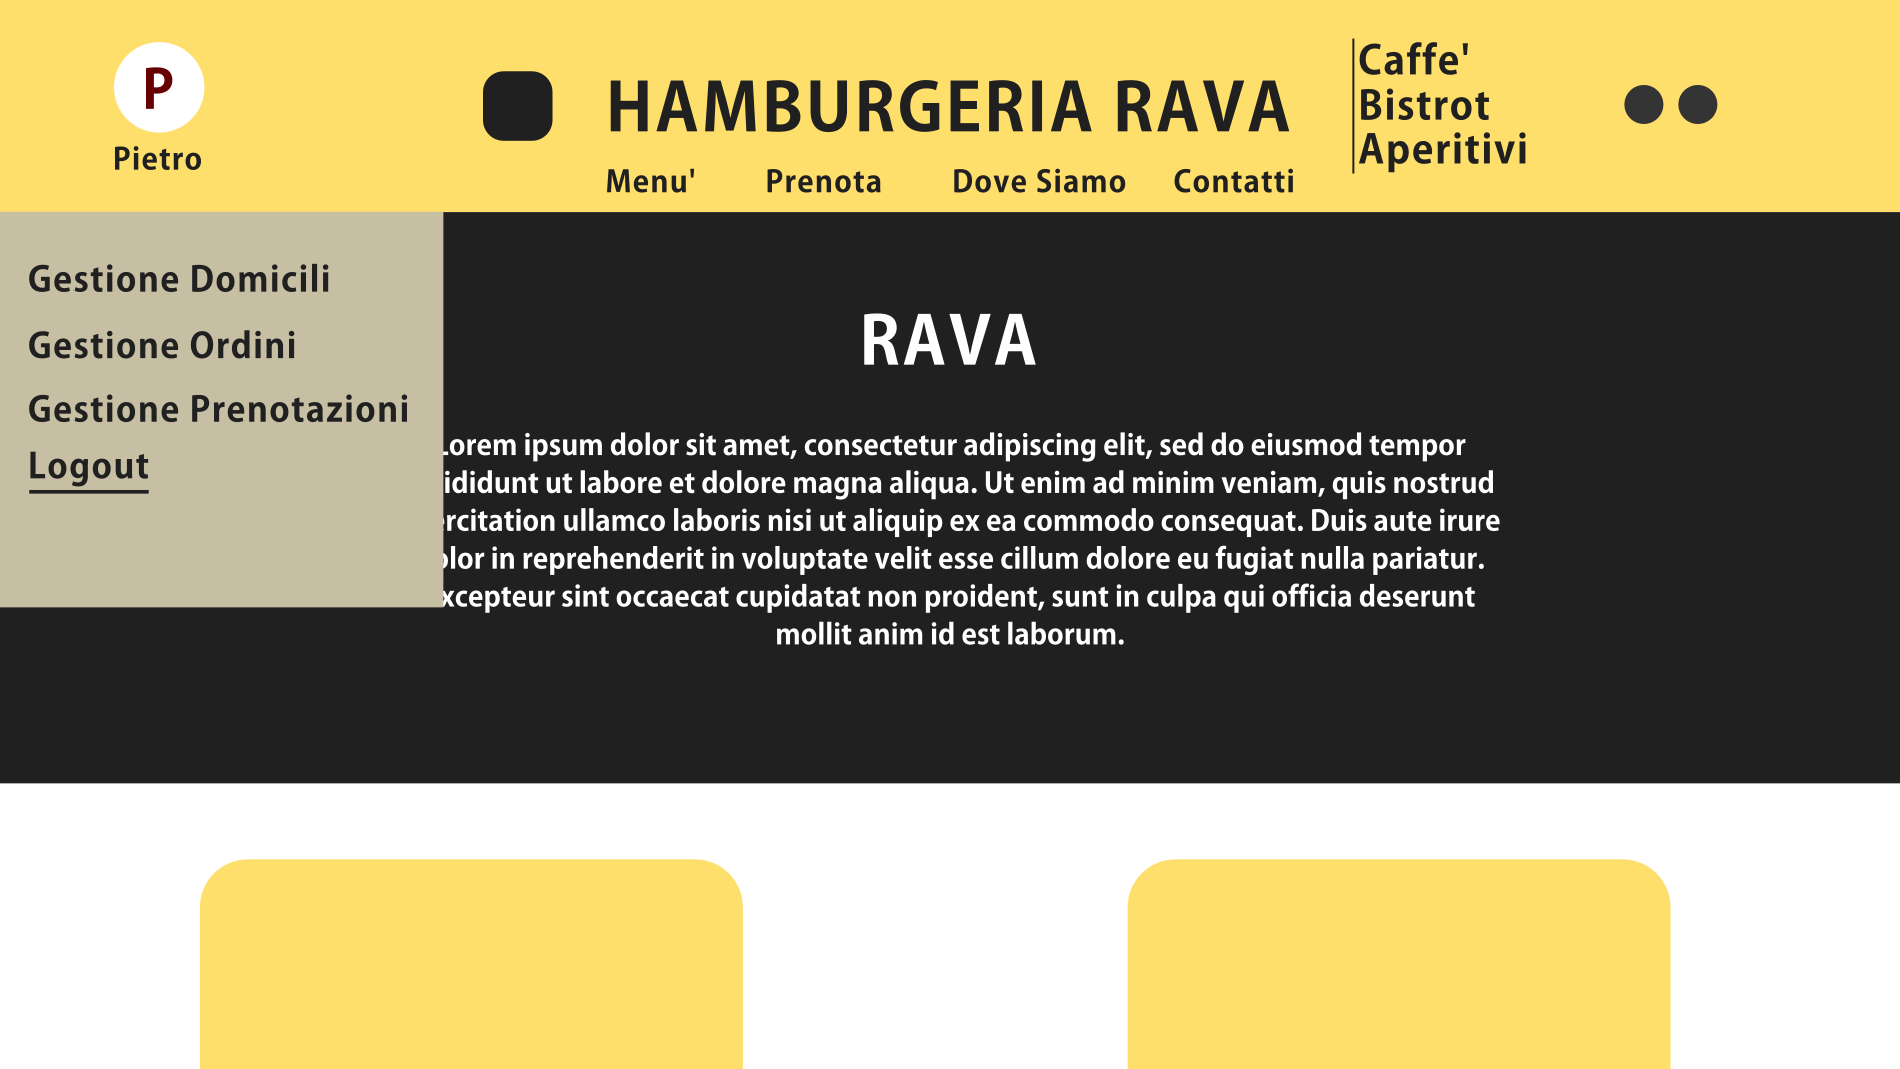 P
Pietro
HAMBURGERIA RAVA
Caffe'
Bistrot
Aperitivi
Menu' Prenota Dove Siamo Contatti
Gestione Domicili
Gestione Ordini
Gestione Prenotazioni
Logout
RAVA
orem ipsum dolor sit amet, consectetur adipiscing elit, sed do eiusmod tempor
ididunt ut labore et dolore magna aliqua. Ut enim ad minim veniam, quis nostrud
rcitation ullamco laboris nisi ut aliquip ex ea commodo consequat. Duis aute irure
lor in reprehenderit in voluptate velit esse cillum dolore eu fugiat nulla pariatur.
xcepteur sint occaecat cupidatat non proident, sunt in culpa qui officia deserunt
mollit anim id est laborum.